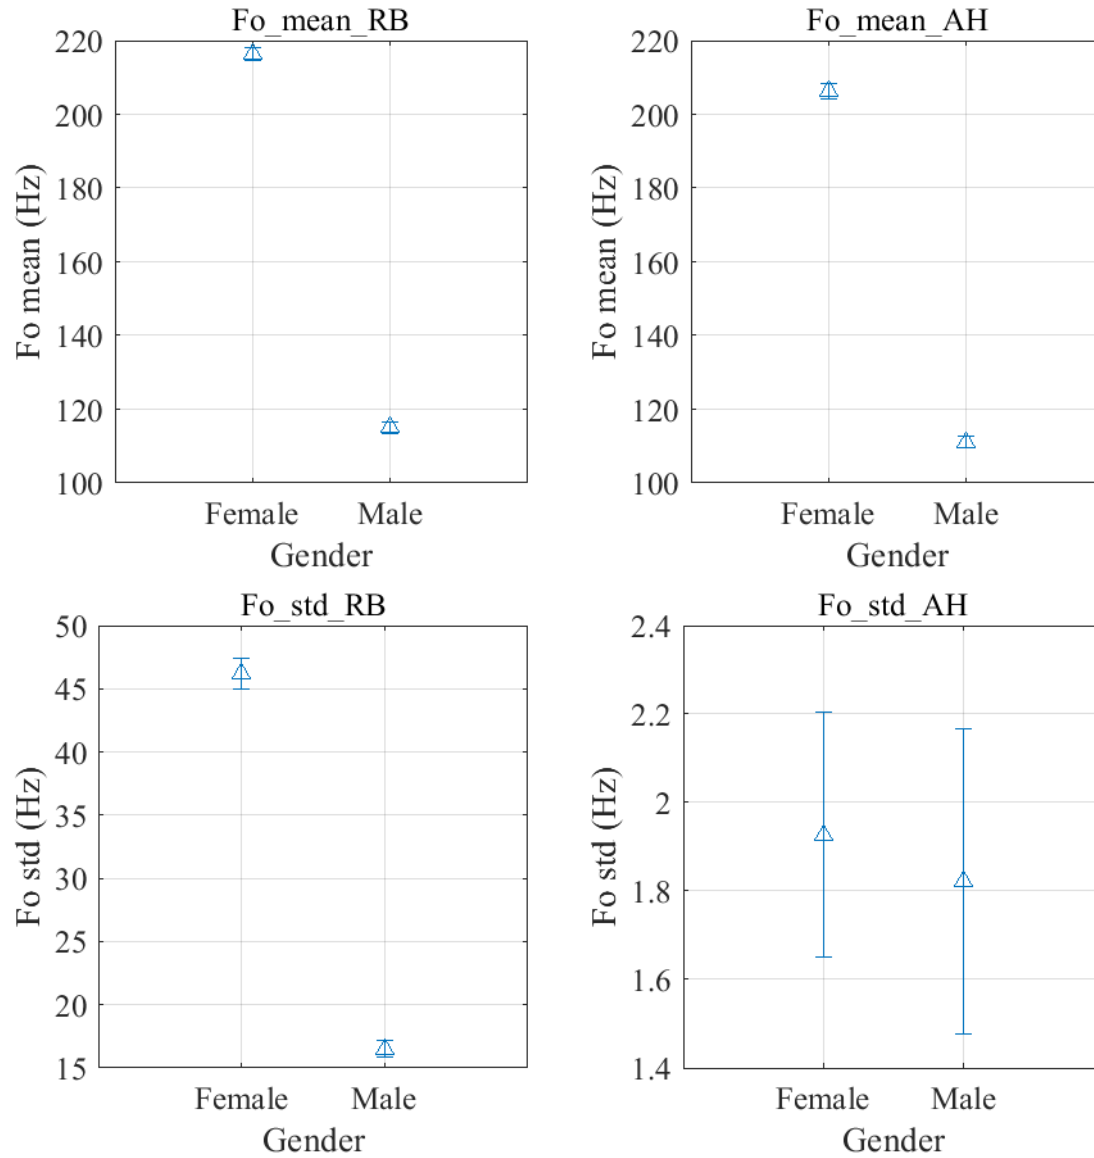 Fo_mean_RB
220
200
180
160
140
120
100
Fo mean (Hz)
Female Male
Gender
Fo_mean_AH
220
200
180
160
140
120
100
Fo mean (Hz)
Female Male
Gender
Fo_std_RB
50
45
40
35
30
25
20
15
Fo std (Hz)
Female Male
Gender
Fo_std_AH
2.4
2.2
2
1.8
1.6
1.4
Fo std (Hz)
Female Male
Gender